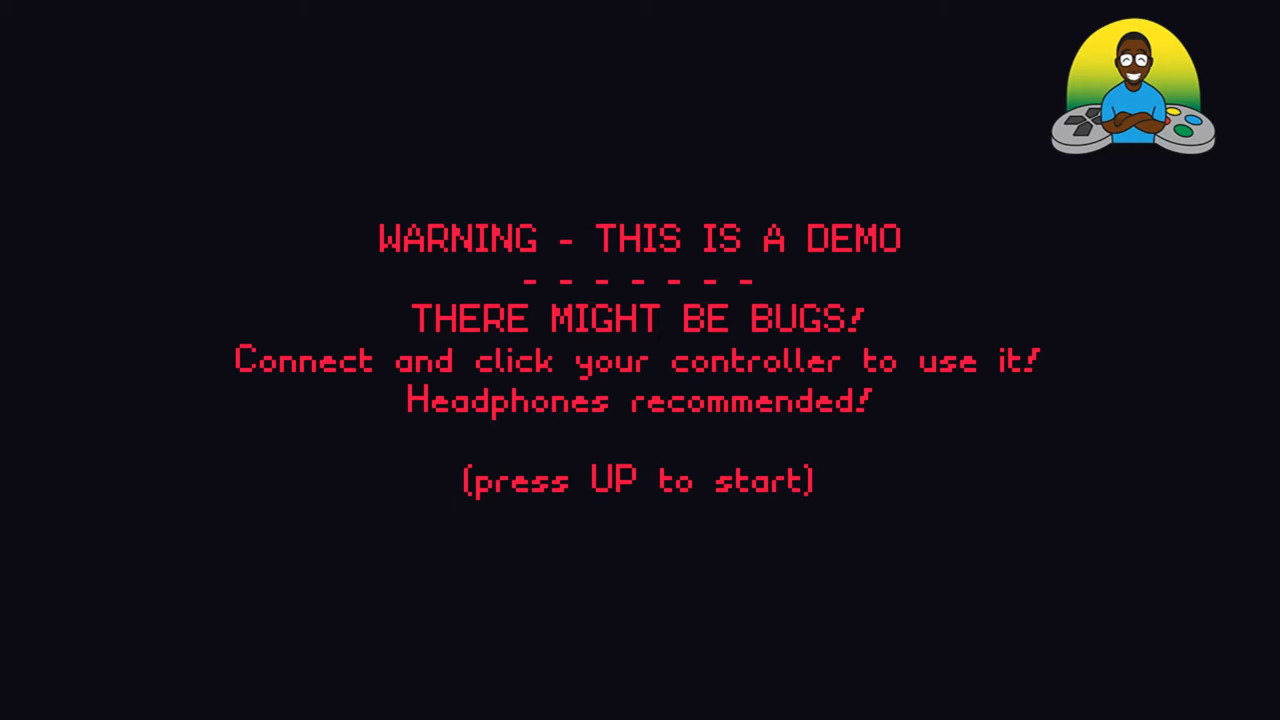 WARNING - THIS IS A DEMO
- - - - - - -
THERE MIGHT BE BUGS!
Connect and click your controller to use it!
Headphones recommended!
(press UP to start)